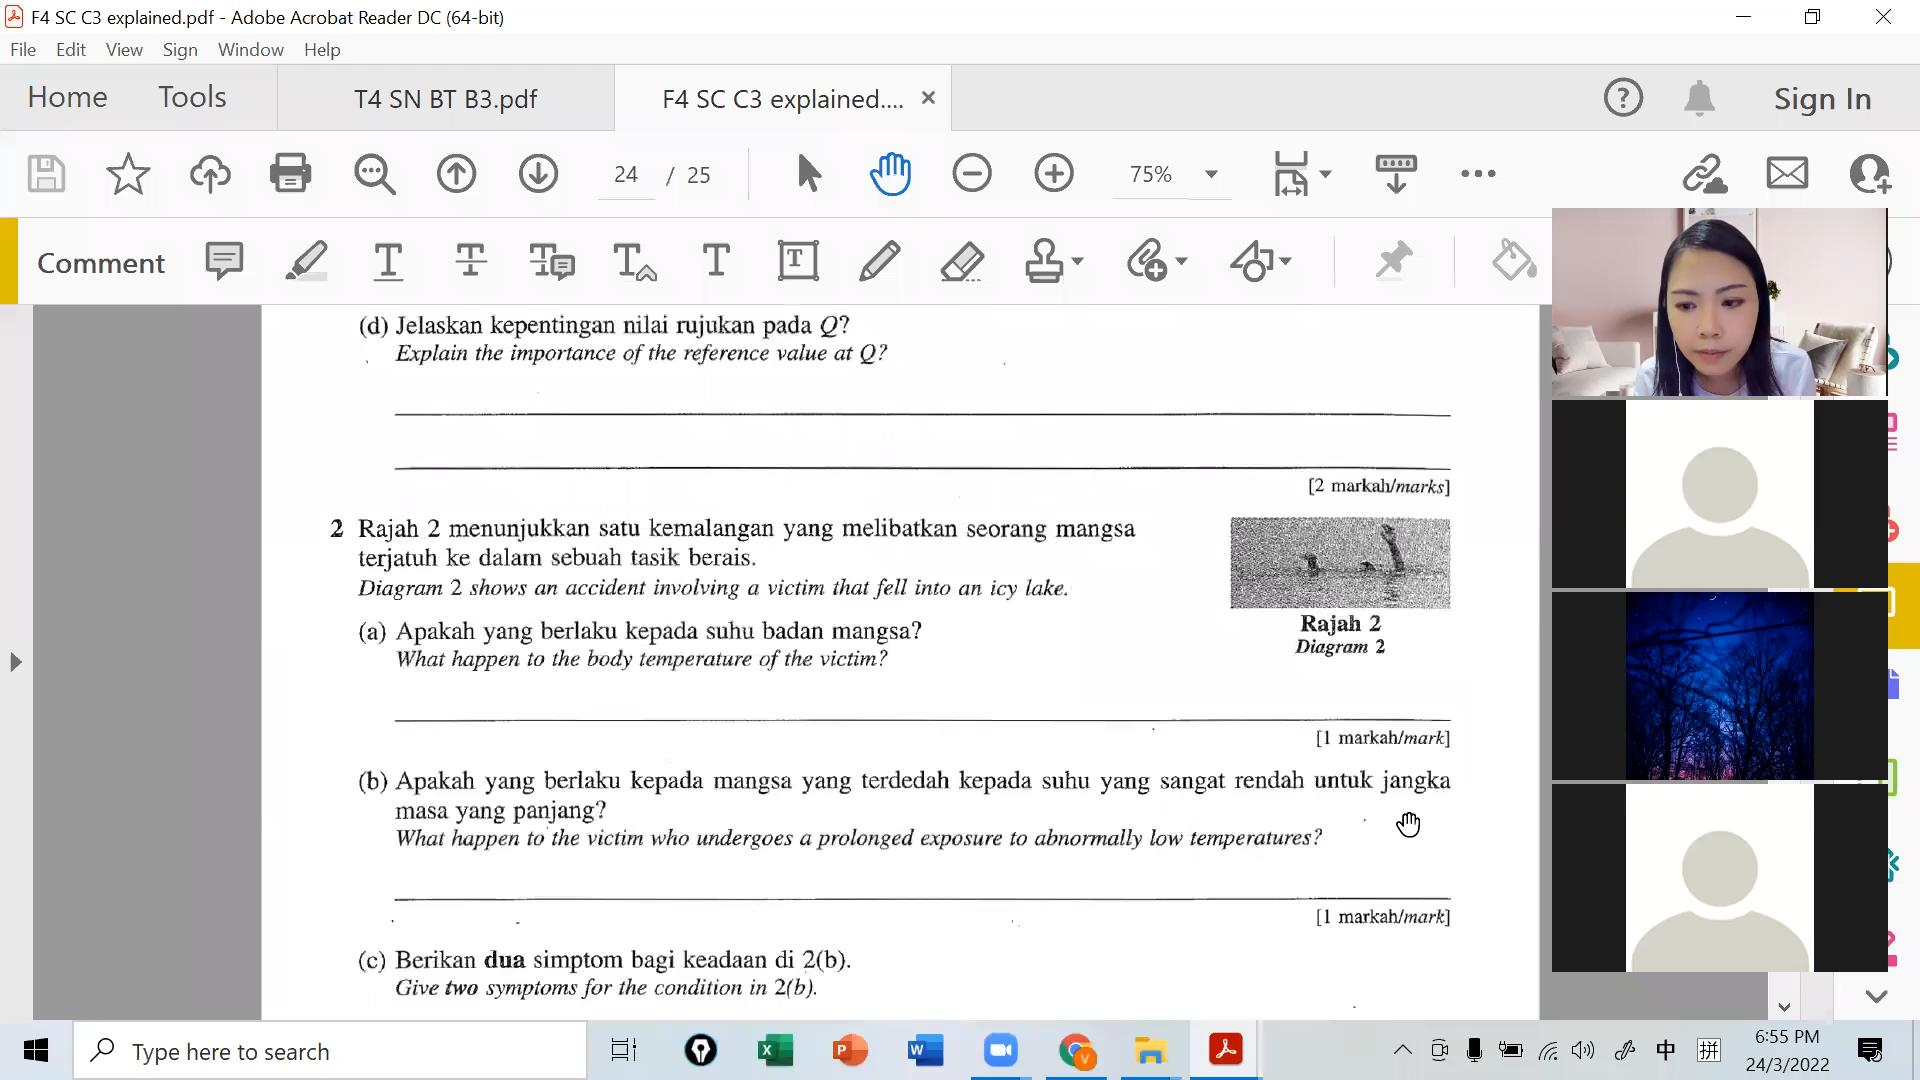 F4 SC C3 explained.pdf - Adobe Acrobat Reader DC (64-bit)
File Edit View Sign Window Help
Home Tools T4 SN BT B3.pdf F4 SC C3 explained.... Sign In
24 / 25 75%
Comment
(d) Jelaskan kepentingan nilai rujukan pada Q?
Explain the importance of the reference value at Q?
[2 markah/marks]
2 Rajah 2 menunjukkan satu kemalangan yang melibatkan seorang mangsa
terjatuh ke dalam sebuah tasik berais.
Diagram 2 shows an accident involving a victim that fell into an icy lake.
Rajah 2
Diagram 2
(a) Apakah yang berlaku kepada suhu badan mangsa?
What happen to the body temperature of the victim?
[1 markah/mark]
(b) Apakah yang berlaku kepada mangsa yang terdedah kepada suhu yang sangat rendah untuk jangka
masa yang panjang?
What happen to the victim who undergoes a prolonged exposure to abnormally low temperatures?
[1 markah/mark]
(c) Berikan dua simptom bagi keadaan di 2(b).
Give two symptoms for the condition in 2(b).
Type here to search
中 拼
6:55 PM
24/3/2022